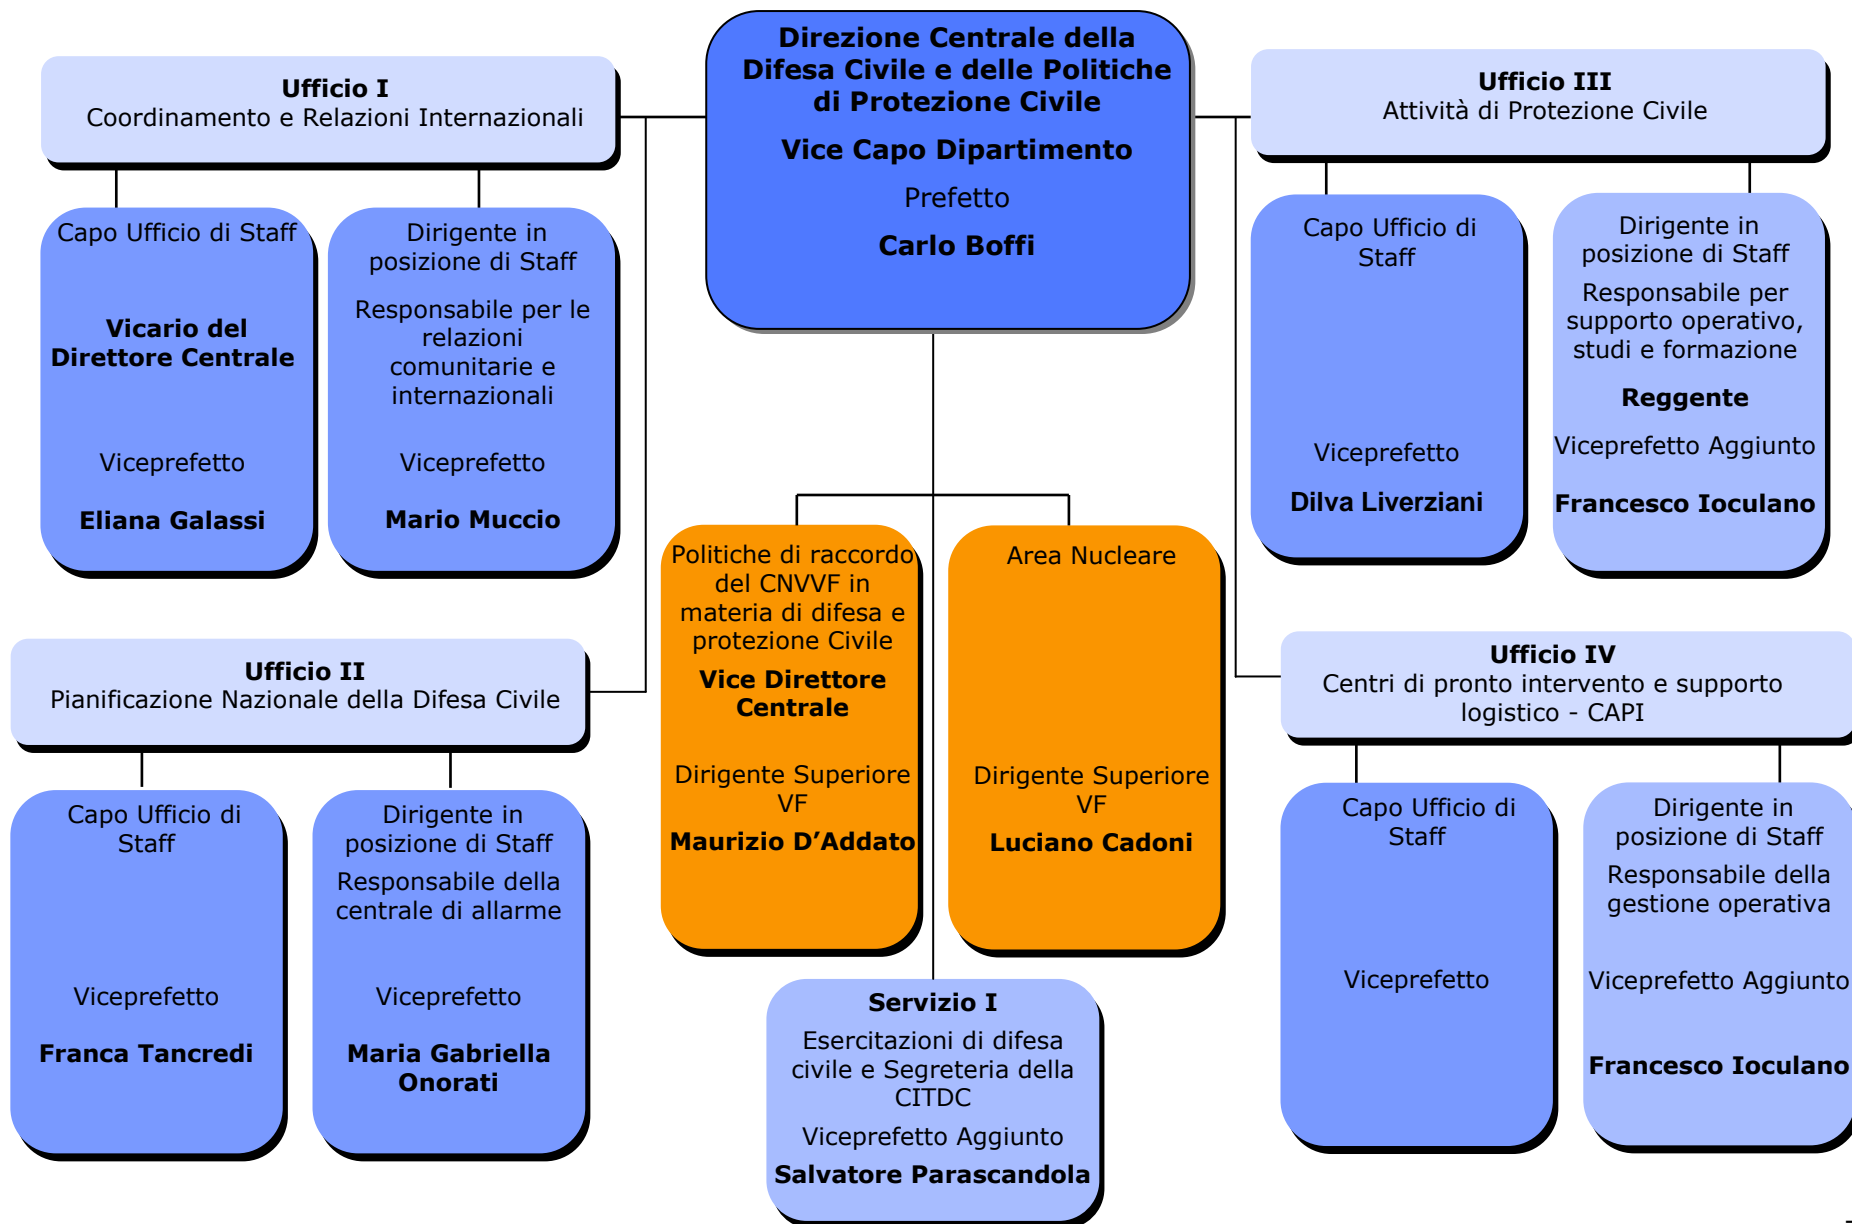 Direzione Centrale della
Difesa Civile e delle Politiche
di Protezione Civile
Vice Capo Dipartimento
Prefetto
Carlo Boffi
Ufficio I
Coordinamento e Relazioni Internazionali
Capo Ufficio di Staff
Vicario del
Direttore Centrale
Viceprefetto
Eliana Galassi
Dirigente in
posizione di Staff
Responsabile per le
relazioni
comunitarie e
internazionali
Viceprefetto
Mario Muccio
Ufficio III
Attività di Protezione Civile
Capo Ufficio di
Staff
Viceprefetto
Dilva Liverziani
Dirigente in
posizione di Staff
Responsabile per
supporto operativo,
studi e formazione
Reggente
Viceprefetto Aggiunto
Francesco Ioculano
Politiche di raccordo
del CNVVF in
materia di difesa e
protezione Civile
Vice Direttore
Centrale
Dirigente Superiore
VF
Maurizio D’Addato
Area Nucleare
Dirigente Superiore
VF
Luciano Cadoni
Ufficio II
Pianificazione Nazionale della Difesa Civile
Capo Ufficio di
Staff
Viceprefetto
Franca Tancredi
Dirigente in
posizione di Staff
Responsabile della
centrale di allarme
Viceprefetto
Maria Gabriella
Onorati
Ufficio IV
Centri di pronto intervento e supporto
logistico - CAPI
Capo Ufficio di
Staff
Viceprefetto
Dirigente in
posizione di Staff
Responsabile della
gestione operativa
Viceprefetto Aggiunto
Francesco Ioculano
Servizio I
Esercitazioni di difesa
civile e Segreteria della
CITDC
Viceprefetto Aggiunto
Salvatore Parascandola